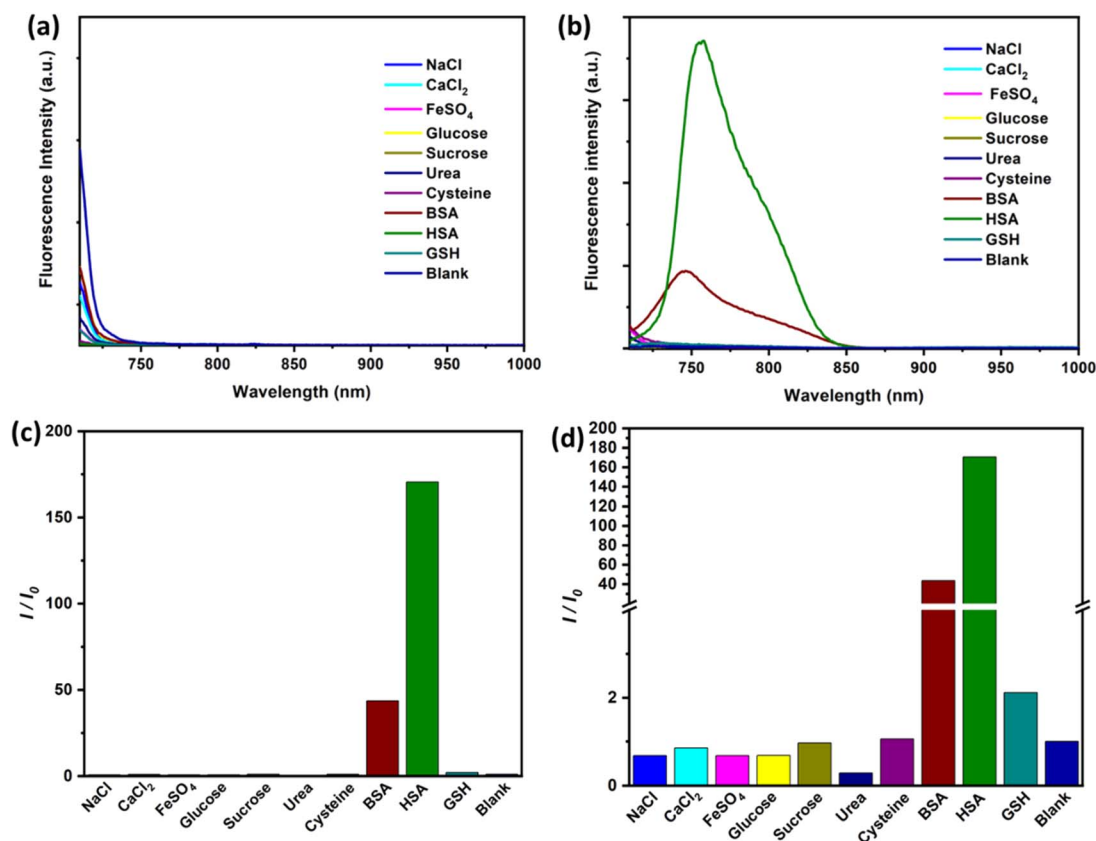 (a)
Fluorescence Intensity (a.u.)
NaCl
CaCl2
FeSO4
Glucose
Sucrose
Urea
Cysteine
BSA
HSA
GSH
Blank
750 800 850 900 950 1000
Wavelength (nm)
(b)
Fluorescence intensity (a.u.)
NaCl
CaCl2
FeSO4
Glucose
Sucrose
Urea
Cysteine
BSA
HSA
GSH
Blank
750 800 850 900 950 1000
Wavelength (nm)
(c)
I / I0
200
150
100
50
0
NaCl CaCl2 FeSO4 Glucose Sucrose Urea Cysteine BSA HSA GSH Blank
(d)
I / I0
200
180
160
140
120
100
80
60
40
2
0
NaCl CaCl2 FeSO4 Glucose Sucrose Urea Cysteine BSA HSA GSH Blank